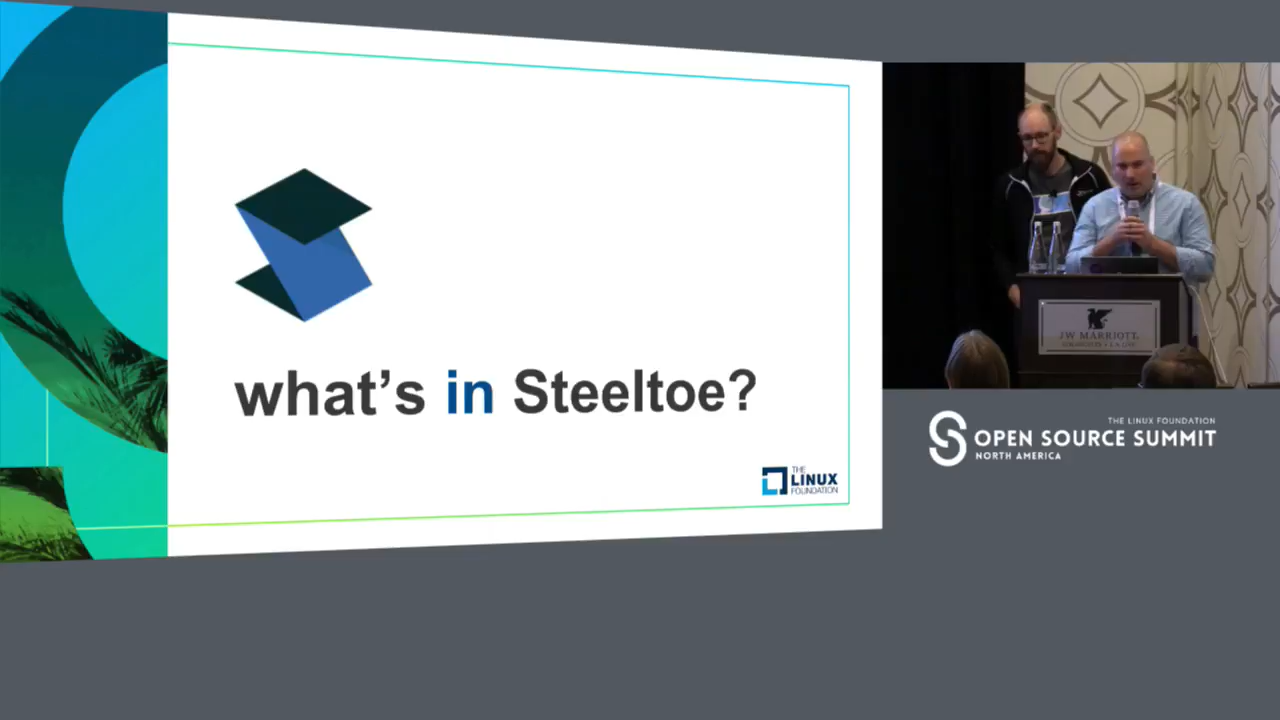 what's in Steeltoe?
THE
LINUX
FOUNDATION
JW MARRIOTT
THE LINUX FOUNDATION
OPEN SOURCE SUMMIT
NORTH AMERICA